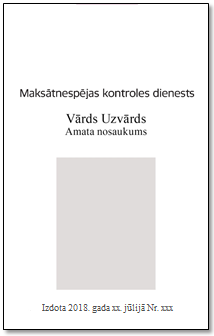 Maksātnespējas kontroles dienests
Vārds Uzvārds
Amata nosaukums
Izdota 2018. gada xx. jūlijā Nr. xxx